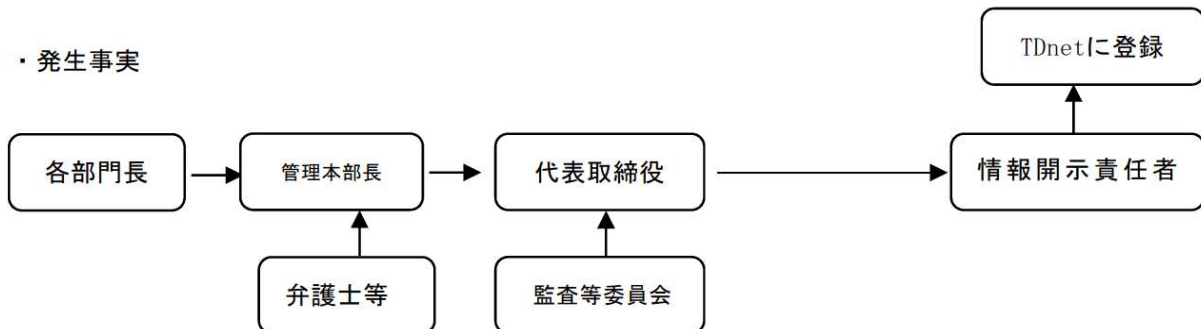 TDnetに登録
・発生事実
各部門長
管理本部長
代表取締役
情報開示責任者
弁護士等
監査等委員会